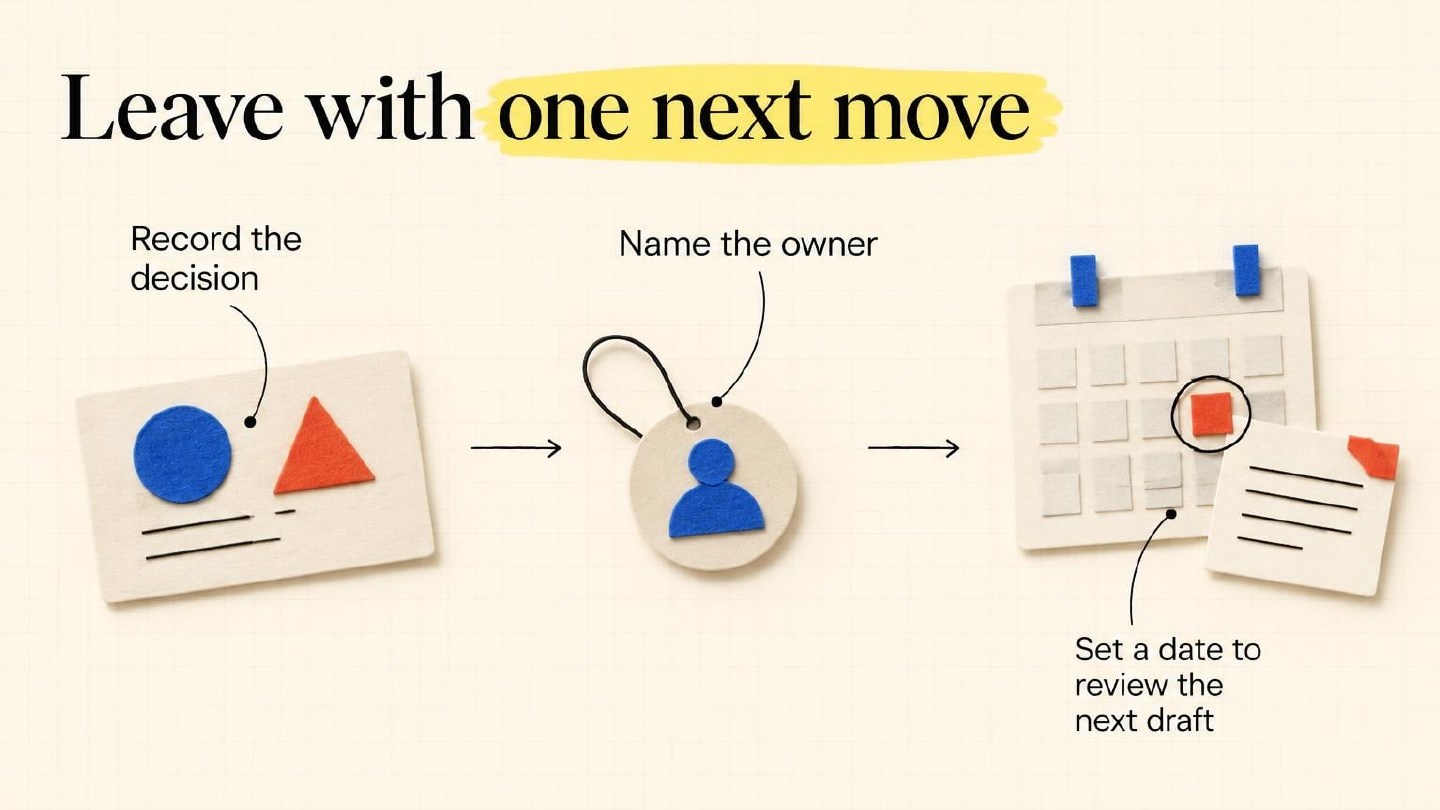 Leave with one next move
Record the
decision
Name the owner
Set a date to
review the
next draft